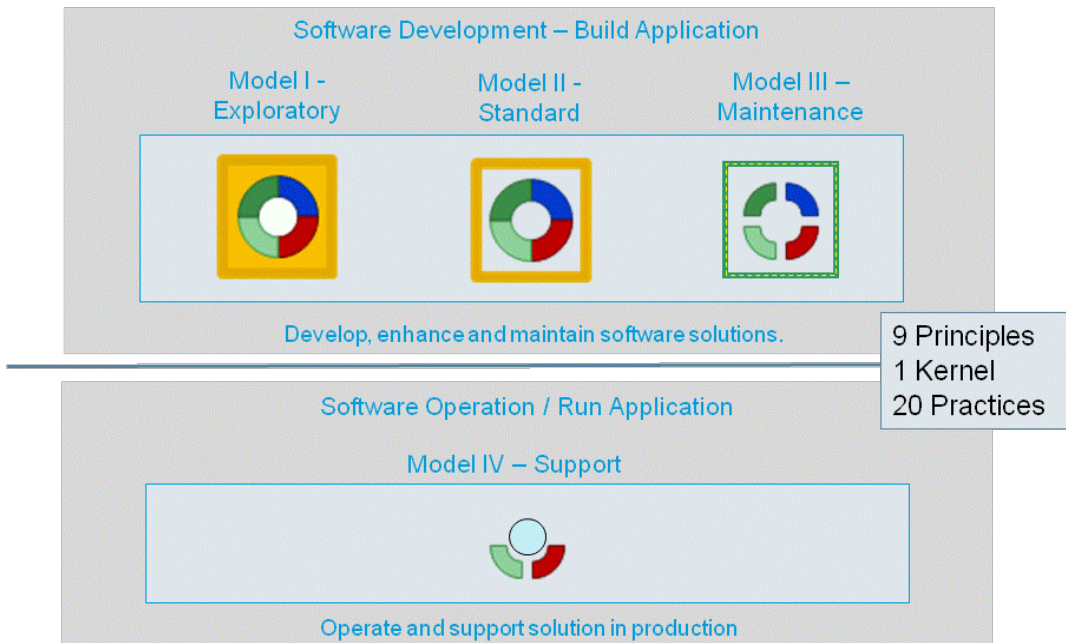 Software Development – Build Application
Model I -
Exploratory
Model II -
Standard
Model III –
Maintenance
Develop, enhance and maintain software solutions.
9 Principles
1 Kernel
20 Practices
Software Operation / Run Application
Model IV – Support
Operate and support solution in production